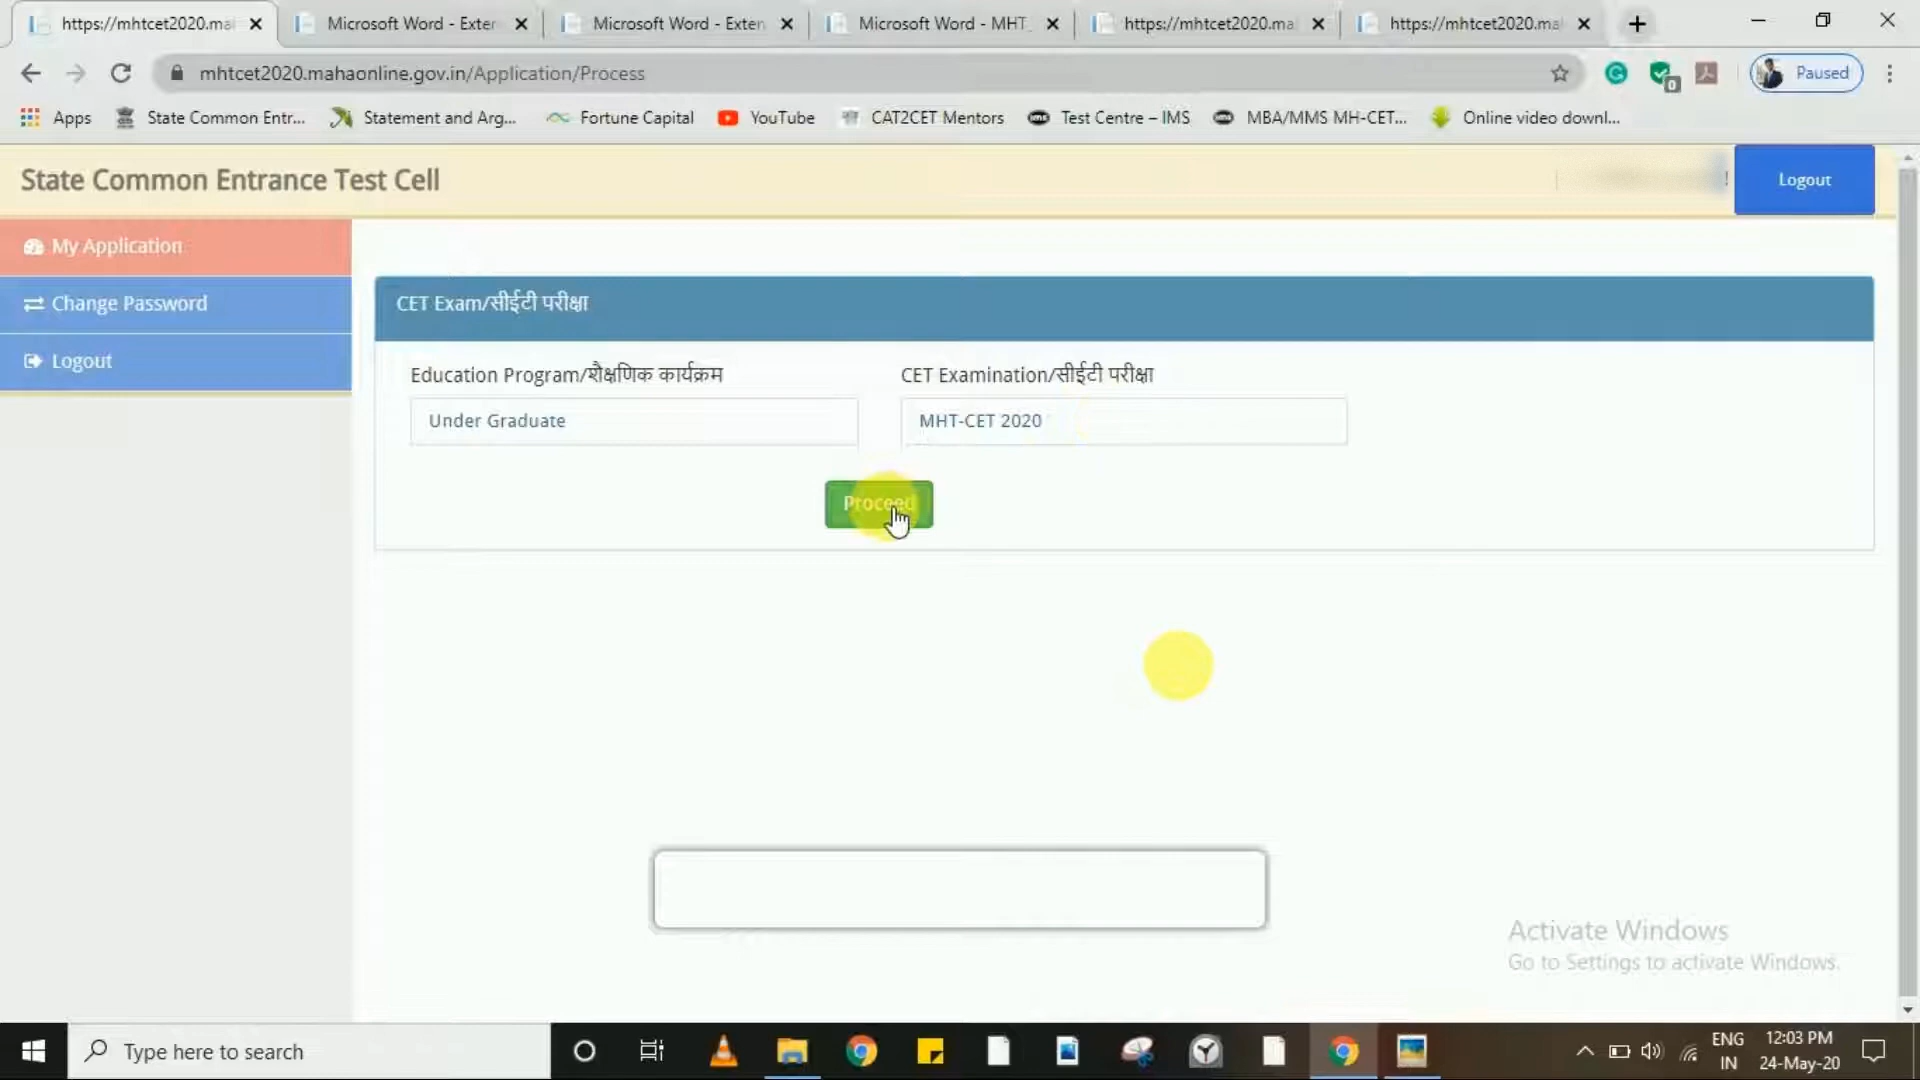 https://mhtcet2020.ma
Microsoft Word - Exten
Microsoft Word - Exten
Microsoft Word - MHT_
https://mhtcet2020.ma
https://mhtcet2020.ma
mhtcet2020.mahaonline.gov.in/Application/Process
0
Paused
Apps
State Common Entr...
Statement and Arg...
Fortune Capital
YouTube
CAT2CET Mentors
Test Centre – IMS
MBA/MMS MH-CET...
Online video downl...
State Common Entrance Test Cell
Logout
My Application
Change Password
Logout
CET Exam/सीईटी परीक्षा
Education Program/शैक्षणिक कार्यक्रम
CET Examination/सीईटी परीक्षा
Under Graduate
MHT-CET 2020
Proceed
Activate Windows
Go to Settings to activate Windows.
Type here to search
ENG
IN
12:03 PM
24-May-20